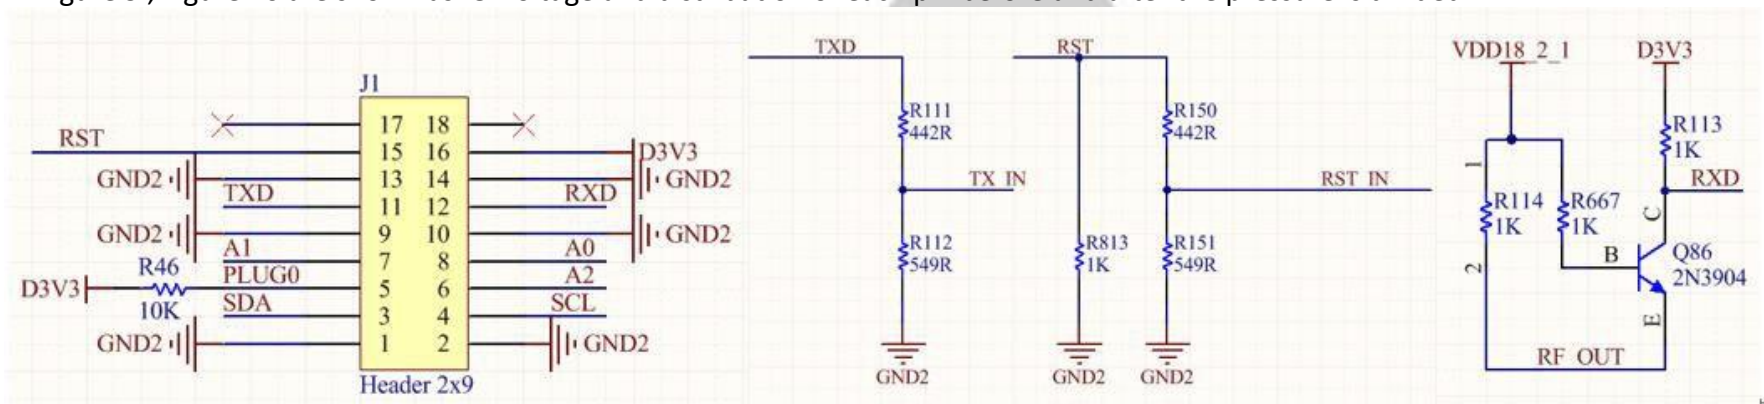 J1
17 18
RST
15 16
D3V3
GND2
13 14
GND2
TXD
11 12
RXD
GND2
9 10
GND2
A1
7 8
A0
D3V3
R46
10K
PLUG0
5 6
A2
SDA
3 4
SCL
GND2
1 2
GND2
Header 2x9
TXD
R111
442R
TX_IN
R112
549R
GND2
RST
R150
442R
RST_IN
R813
1K
R151
549R
GND2
GND2
VDD18_2_1
D3V3
R113
1K
RXD
1
R114
1K
2
R667
1K
C
B
Q86
2N3904
E
RF_OUT